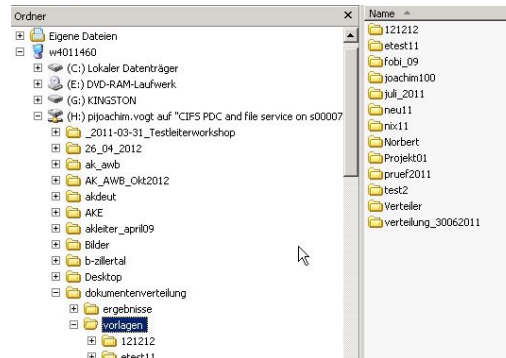 Ordner
Eigene Dateien
w4011460
(C:) Lokaler Datenträger
(E:) DVD-RAM-Laufwerk
(G:) KINGSTON
(H:) pijoachim.vogt auf "CIFS PDC and file service on s00007
_2011-03-31_Testleiterworkshop
26_04_2012
ak_awb
AK_AWB_Okt2012
akdeut
AKE
akleiter_april09
Bilder
b-zillertal
Desktop
dokumentenverteilung
ergebnisse
vorlagen
121212
etest11
Name
121212
etest11
fobi_09
joachim100
juli_2011
neu11
nix11
Norbert
Projekt01
pruef2011
test2
Verteiler
verteilung_30062011